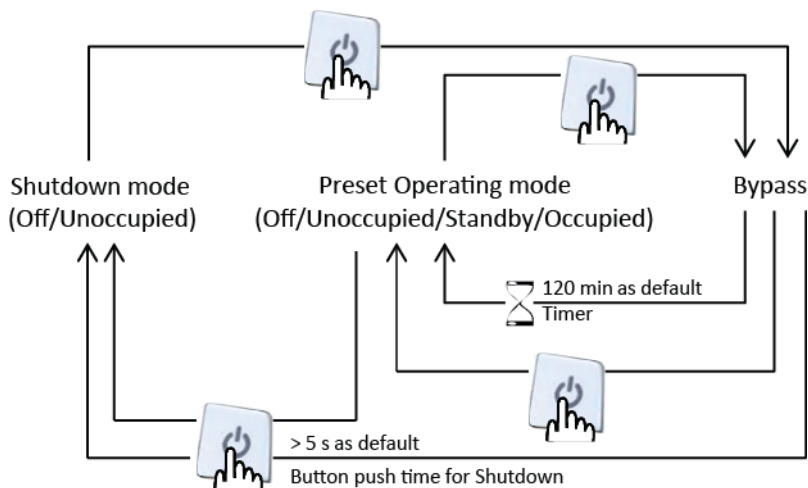 Shutdown mode
(Off/Unoccupied)
Preset Operating mode
(Off/Unoccupied/Standby/Occupied)
Bypass
120 min as default
Timer
> 5 s as default
Button push time for Shutdown